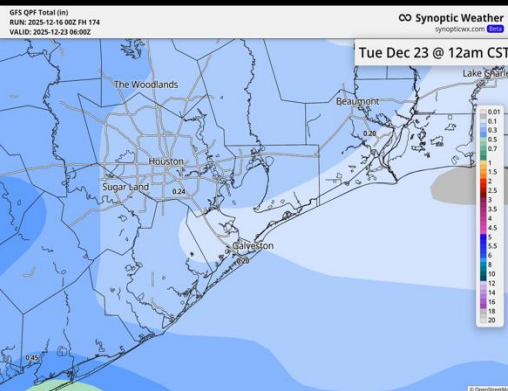 GFS QPF Total (in)
RUN: 2025-12-16 00Z FH 174
VALID: 2025-12-23 06:00Z
Synoptic Weather
synopticwx.com Beta
Tue Dec 23 @ 12am CST
Lake Charle
The Woodlands
Beaumont
0.20
Houston
Sugar Land
0.24
Galveston
0.20
0.45
0.01
0.1
0.3
0.5
0.7
1
1.5
2
2.5
3
3.5
4
4.5
5
5.5
6
8
10
12
14
16
18
20
© OpenStreetM